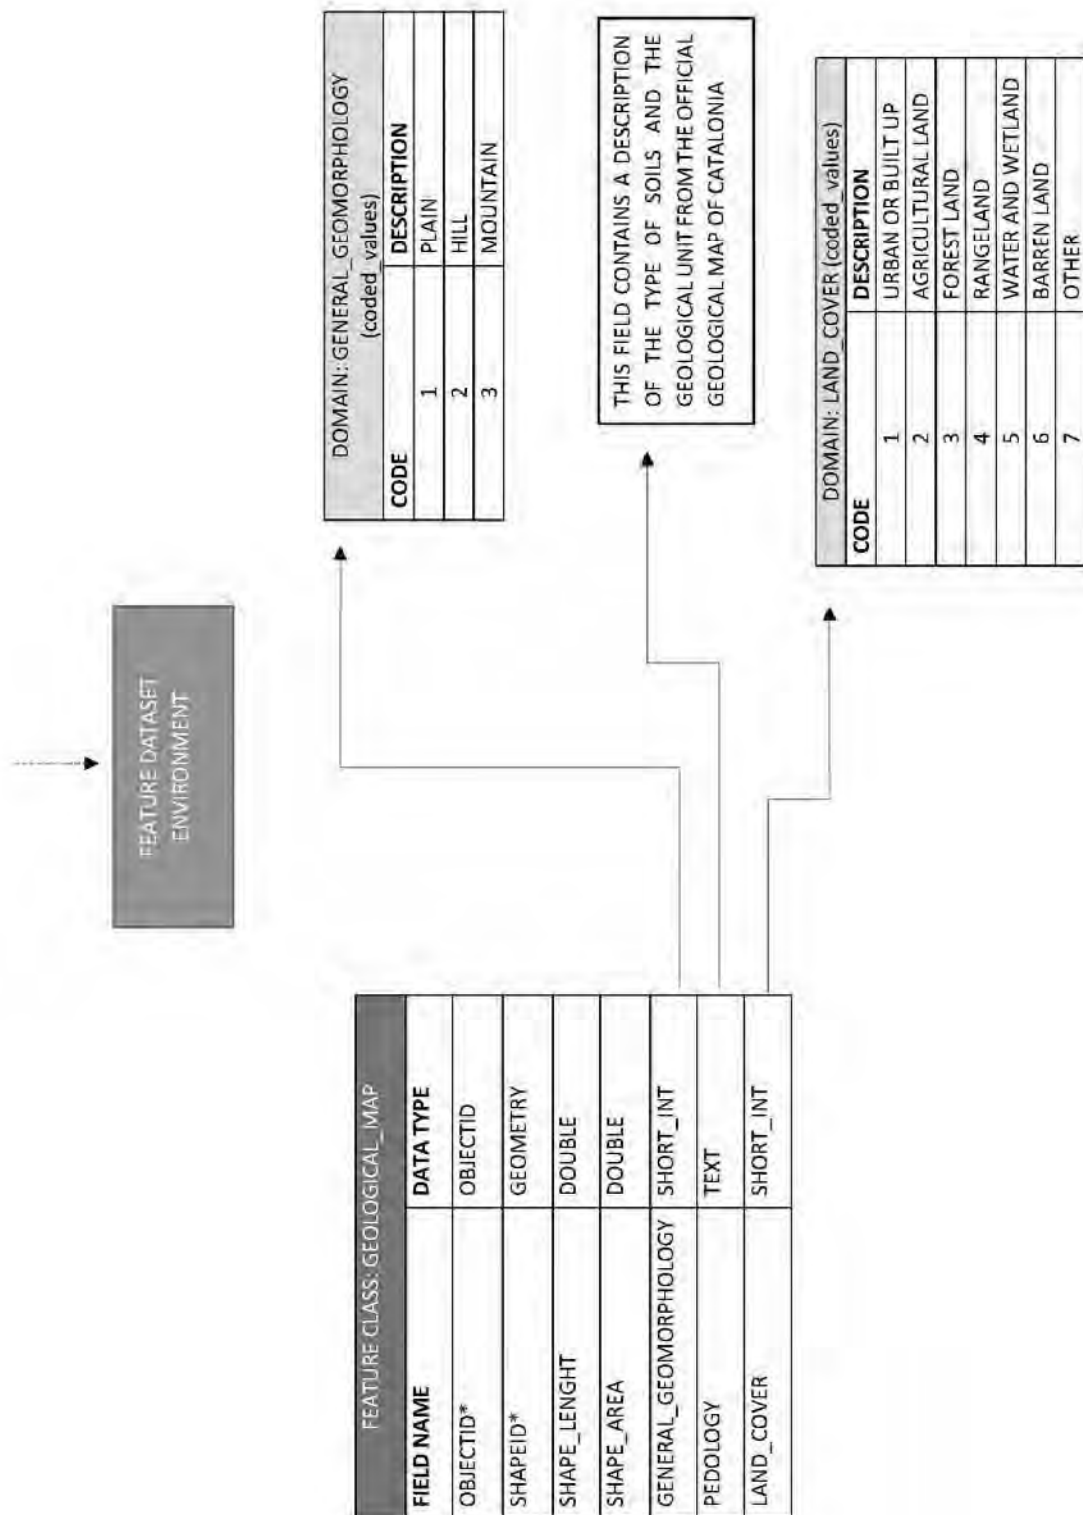 FEATURE DATASET
ENVIRONMENT
FEATURE CLASS: GEOLOGICAL_MAP
FIELD NAME DATA TYPE
OBJECTID* OBJECTID
SHAPEID* GEOMETRY
SHAPE_LENGHT DOUBLE
SHAPE_AREA DOUBLE
GENERAL_GEOMORPHOLOGY SHORT_INT
PEDOLOGY TEXT
LAND_COVER SHORT_INT
DOMAIN: GENERAL_GEOMORPHOLOGY
(coded_values)
CODE DESCRIPTION
1 PLAIN
2 HILL
3 MOUNTAIN
THIS FIELD CONTAINS A DESCRIPTION
OF THE TYPE OF SOILS AND THE
GEOLOGICAL UNIT FROM THE OFFICIAL
GEOLOGICAL MAP OF CATALONIA
DOMAIN: LAND_COVER (coded_values)
CODE DESCRIPTION
1 URBAN OR BUILT UP
2 AGRICULTURAL LAND
3 FOREST LAND
4 RANGELAND
5 WATER AND WETLAND
6 BARREN LAND
7 OTHER